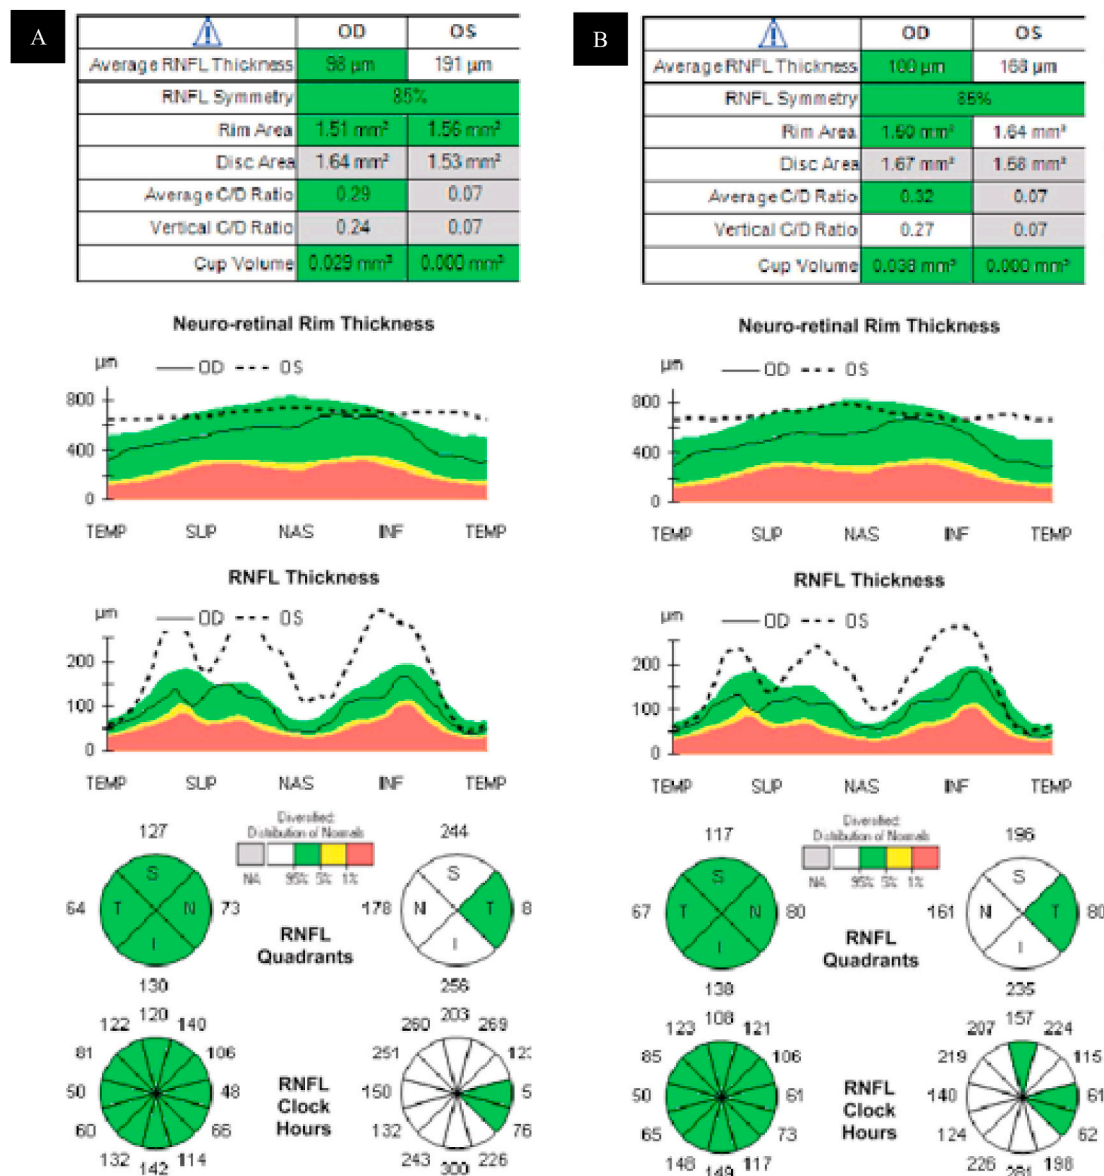 A
OD OS
Average RNFL Thickness 98 µm 191 µm
RNFL Symmetry 85%
Rim Area 1.51 mm² 1.56 mm²
Disc Area 1.64 mm² 1.53 mm²
Average C/D Ratio 0.29 0.07
Vertical C/D Ratio 0.24 0.07
Cup Volume 0.029 mm³ 0.000 mm³
Neuro-retinal Rim Thickness
µm OD OS
800
400
0
TEMP SUP NAS INF TEMP
RNFL Thickness
µm OD OS
200
100
0
TEMP SUP NAS INF TEMP
Diversified:
Distribution of Normals
NA 95% 5% 1%
127
S
64 T N 73
I
130
244
S
178 N T 8
I
256
RNFL
Quadrants
122 120 140
81 106
50 48
60 66
132 142 114
RNFL
Clock
Hours
260 203 269
251 123
150 5
132 76
243 300 226
B
OD OS
Average RNFL Thickness 100 µm 168 µm
RNFL Symmetry 85%
Rim Area 1.60 mm² 1.64 mm²
Disc Area 1.67 mm² 1.58 mm²
Average C/D Ratio 0.32 0.07
Vertical C/D Ratio 0.27 0.07
Cup Volume 0.038 mm³ 0.000 mm³
Neuro-retinal Rim Thickness
µm OD OS
800
400
0
TEMP SUP NAS INF TEMP
RNFL Thickness
µm OD OS
200
100
0
TEMP SUP NAS INF TEMP
Diversified:
Distribution of Normals
NA 95% 5% 1%
117
S
67 T N 80
I
138
196
S
161 N T 80
I
235
RNFL
Quadrants
123 108 121
85 106
50 61
65 73
148 149 117
RNFL
Clock
Hours
207 157 224
219 115
140 61
124 62
226 281 198